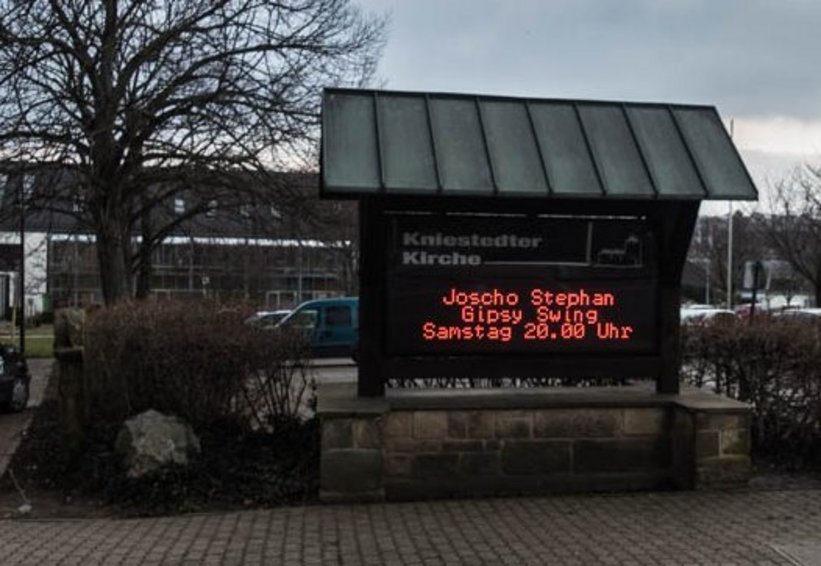 Kniestedter
Kirche
Joscho Stephan
Gipsy Swing
Samstag 20.00 Uhr